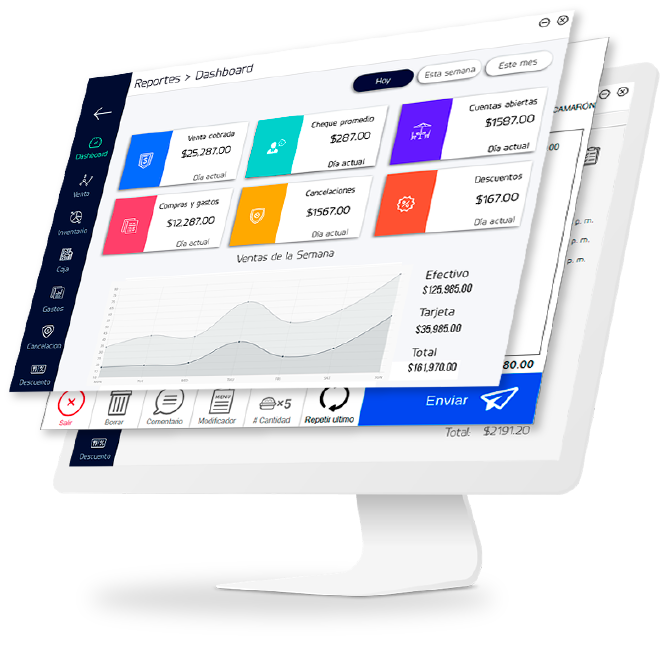 Reportes > Dashboard
Hoy
Esta semana
Este mes
Dashboard
Venta
Inventario
Caja
Gastos
Cancelacion
Descuento
Venta cobrada
$25,287.00
Día actual
Cheque promedio
$287.00
Día actual
Cuentas abiertas
$1587.00
Día actual
Compras y gastos
$12,287.00
Día actual
Cancelaciones
$1567.00
Día actual
Descuentos
$167.00
Día actual
Ventas de la Semana
Efectivo
$125,985.00
Tarjeta
$35,985.00
Total
$161,970.00
CAMARON
.00
p. m.
p. m.
p. m.
80.00
Salir
Borrar
Comentario
Modificador
×5
# Cantidad
Repetir ultimo
Enviar
Total: $2191.20
Descuento